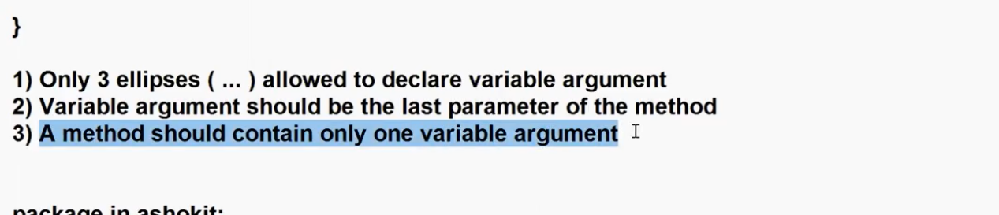 }
1) Only 3 ellipses ( ... ) allowed to declare variable argument
2) Variable argument should be the last parameter of the method
3) A method should contain only one variable argument
package in.ashokit;